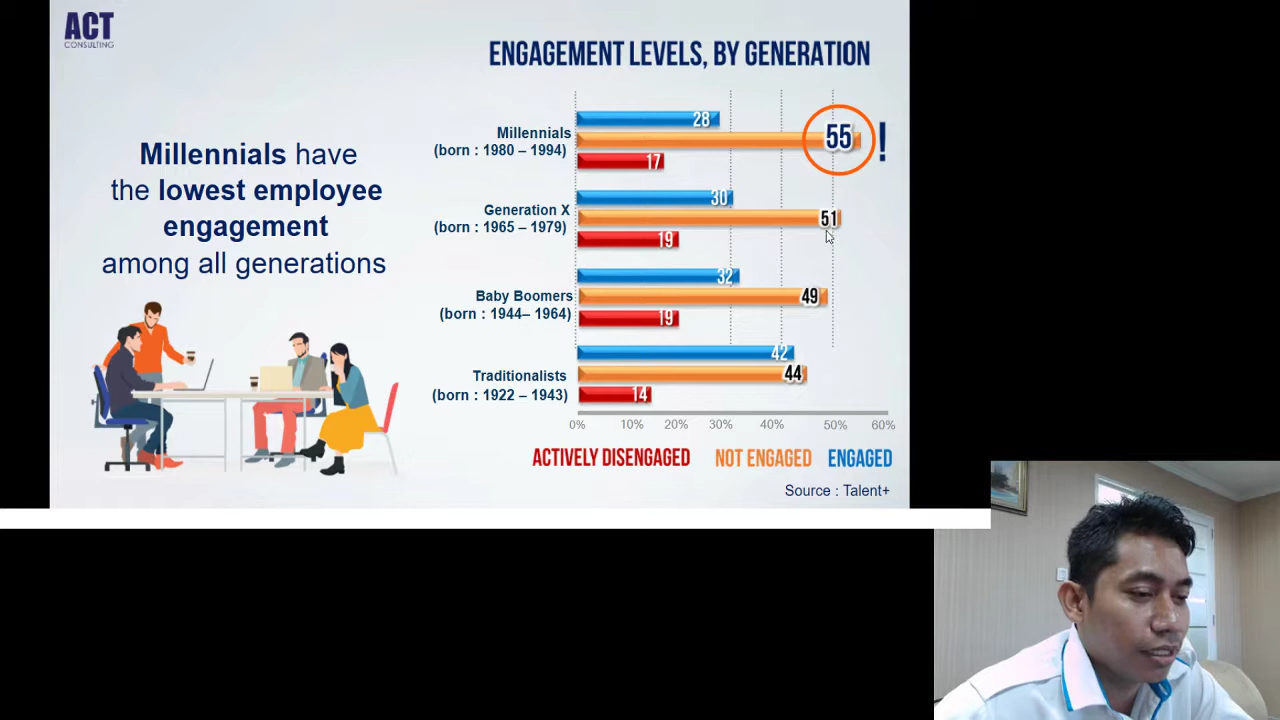 ACT
CONSULTING
ENGAGEMENT LEVELS, BY GENERATION
Millennials have
the lowest employee
engagement
among all generations
Millennials
(born : 1980 – 1994)
28
55
!
17
Generation X
(born : 1965 – 1979)
30
51
19
Baby Boomers
(born : 1944– 1964)
32
49
19
Traditionalists
(born : 1922 – 1943)
42
44
14
0% 10% 20% 30% 40% 50% 60%
ACTIVELY DISENGAGED NOT ENGAGED ENGAGED
Source : Talent+